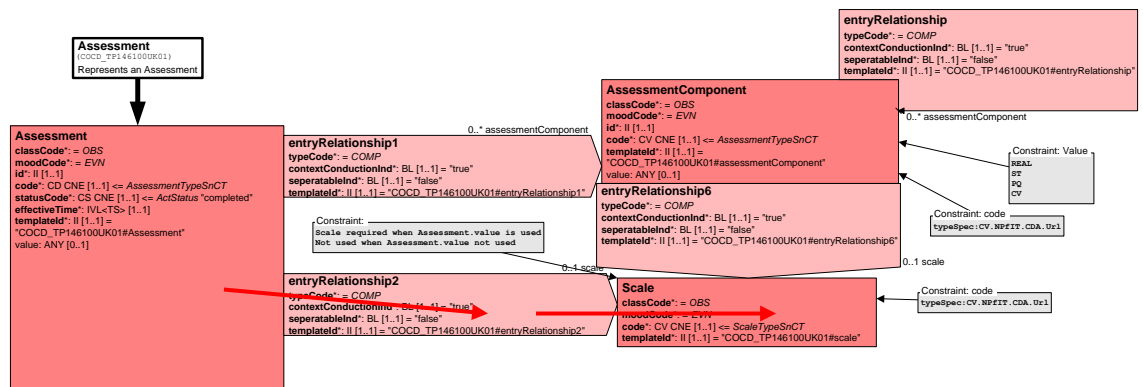 Assessment
(COCD_TP146100UK01)
Represents an Assessment
Assessment
classCode*: = OBS
moodCode*: = EVN
id*: II [1..1]
code*: CD CNE [1..1] <= AssessmentTypeSnCT
statusCode*: CS CNE [1..1] <= ActStatus "completed"
effectiveTime*: IVL<TS> [1..1]
templateId*: II [1..1] =
"COCD_TP146100UK01#Assessment"
value: ANY [0..1]
0..* assessmentComponent
entryRelationship1
typeCode*: = COMP
contextConductionInd*: BL [1..1] = "true"
seperatableInd*: BL [1..1] = "false"
templateId*: II [1..1] = "COCD_TP146100UK01#entryRelationship1"
Constraint:
Scale required when Assessment.value is used
Not used when Assessment.value not used
0..1 scale
entryRelationship2
typeCode*: = COMP
contextConductionInd*: BL [1..1] = "true"
seperatableInd*: BL [1..1] = "false"
templateId*: II [1..1] = "COCD_TP146100UK01#entryRelationship2"
AssessmentComponent
classCode*: = OBS
moodCode*: = EVN
id*: II [1..1]
code*: CV CNE [1..1] <= AssessmentTypeSnCT
templateId*: II [1..1] =
"COCD_TP146100UK01#assessmentComponent"
value: ANY [0..1]
entryRelationship6
typeCode*: = COMP
contextConductionInd*: BL [1..1] = "true"
seperatableInd*: BL [1..1] = "false"
templateId*: II [1..1] = "COCD_TP146100UK01#entryRelationship6"
0..1 scale
Scale
classCode*: = OBS
moodCode*: = EVN
code*: CV CNE [1..1] <= ScaleTypeSnCT
templateId*: II [1..1] = "COCD_TP146100UK01#scale"
entryRelationship
typeCode*: = COMP
contextConductionInd*: BL [1..1] = "true"
seperatableInd*: BL [1..1] = "false"
templateId*: II [1..1] = "COCD_TP146100UK01#entryRelationship"
0..* assessmentComponent
Constraint: Value
REAL
ST
PQ
CV
Constraint: code
typeSpec:CV.NPfIT.CDA.Url
Constraint: code
typeSpec:CV.NPfIT.CDA.Url